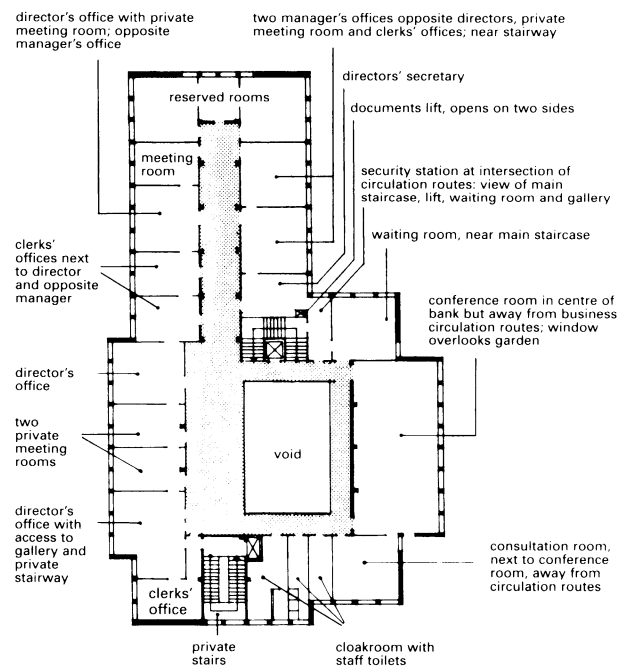 director's office with private
meeting room; opposite
manager's office
two manager's offices opposite directors, private
meeting room and clerks' offices; near stairway
directors' secretary
documents lift, opens on two sides
reserved rooms
meeting
room
security station at intersection of
circulation routes: view of main
staircase, lift, waiting room and gallery
waiting room, near main staircase
clerks'
offices next
to director
and opposite
manager
conference room in centre of
bank but away from business
circulation routes; window
overlooks garden
director's
office
two
private
meeting
rooms
void
director's
office with
access to
gallery and
private
stairway
consultation room,
next to conference
room, away from
circulation routes
clerks'
office
private
stairs
cloakroom with
staff toilets